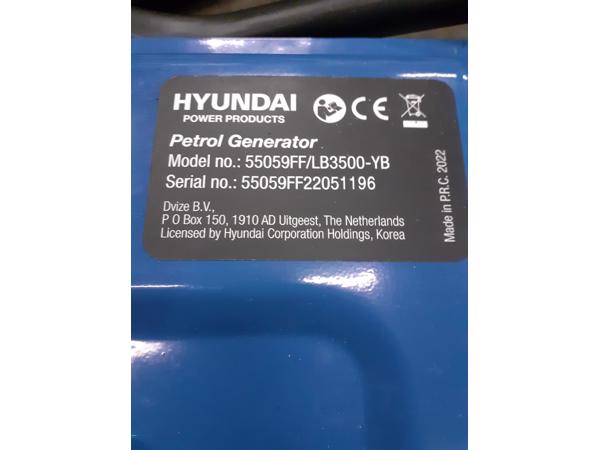 HYUNDAI
POWER PRODUCTS
CE
Petrol Generator
Model no.: 55059FF/LB3500-YB
Serial no.: 55059FF22051196
Dvize B.V.,
P O Box 150, 1910 AD Uitgeest, The Netherlands
Licensed by Hyundai Corporation Holdings, Korea
Made in P.R.C. 2022